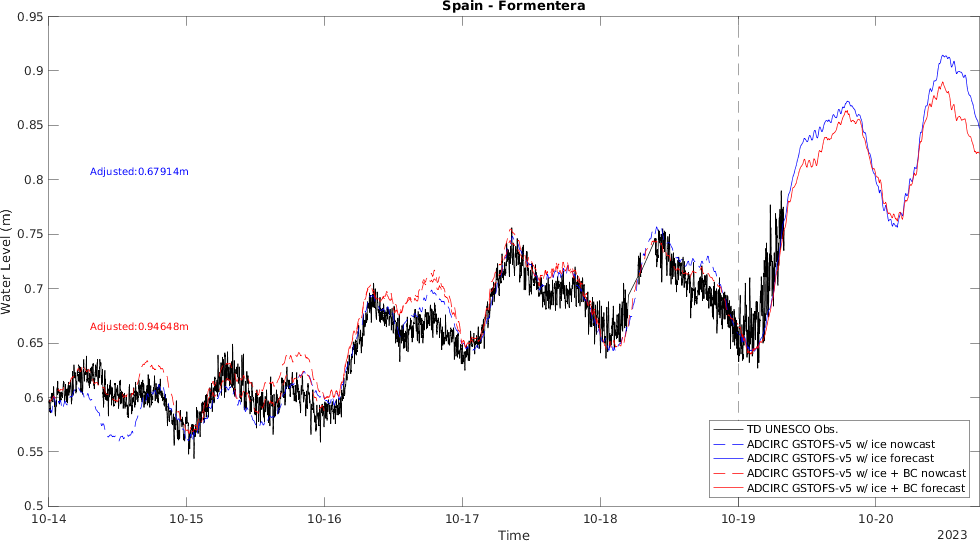 Spain - Formentera
0.95
0.9
0.85
0.8
0.75
0.7
0.65
0.6
0.55
0.5
Water Level (m)
Adjusted:0.67914m
Adjusted:0.94648m
TD UNESCO Obs.
ADCIRC GSTOFS-v5 w/ ice nowcast
ADCIRC GSTOFS-v5 w/ ice forecast
ADCIRC GSTOFS-v5 w/ ice + BC nowcast
ADCIRC GSTOFS-v5 w/ ice + BC forecast
10-14 10-15 10-16 10-17 10-18 10-19 10-20
Time
2023